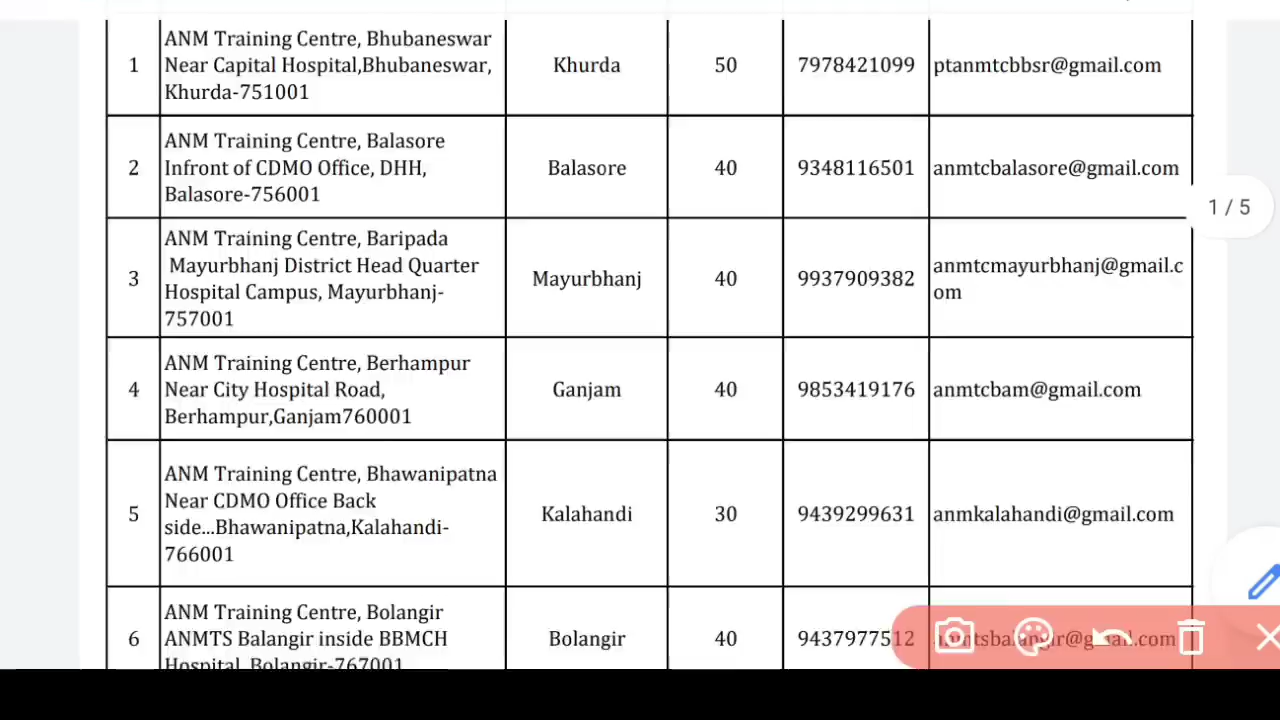 1
ANM Training Centre, Bhubaneswar
Near Capital Hospital,Bhubaneswar,
Khurda-751001
Khurda
50
7978421099
ptanmtcbbsr@gmail.com
2
ANM Training Centre, Balasore
Infront of CDMO Office, DHH,
Balasore-756001
Balasore
40
9348116501
anmtcbalasore@gmail.com
1 / 5
3
ANM Training Centre, Baripada
Mayurbhanj District Head Quarter
Hospital Campus, Mayurbhanj-
757001
Mayurbhanj
40
9937909382
anmtcmayurbhanj@gmail.c
om
4
ANM Training Centre, Berhampur
Near City Hospital Road,
Berhampur,Ganjam760001
Ganjam
40
9853419176
anmtcbam@gmail.com
5
ANM Training Centre, Bhawanipatna
Near CDMO Office Back
side...Bhawanipatna,Kalahandi-
766001
Kalahandi
30
9439299631
anmkalahandi@gmail.com
6
ANM Training Centre, Bolangir
ANMTS Balangir inside BBMCH
Hospital, Bolangir-767001
Bolangir
40
9437977512